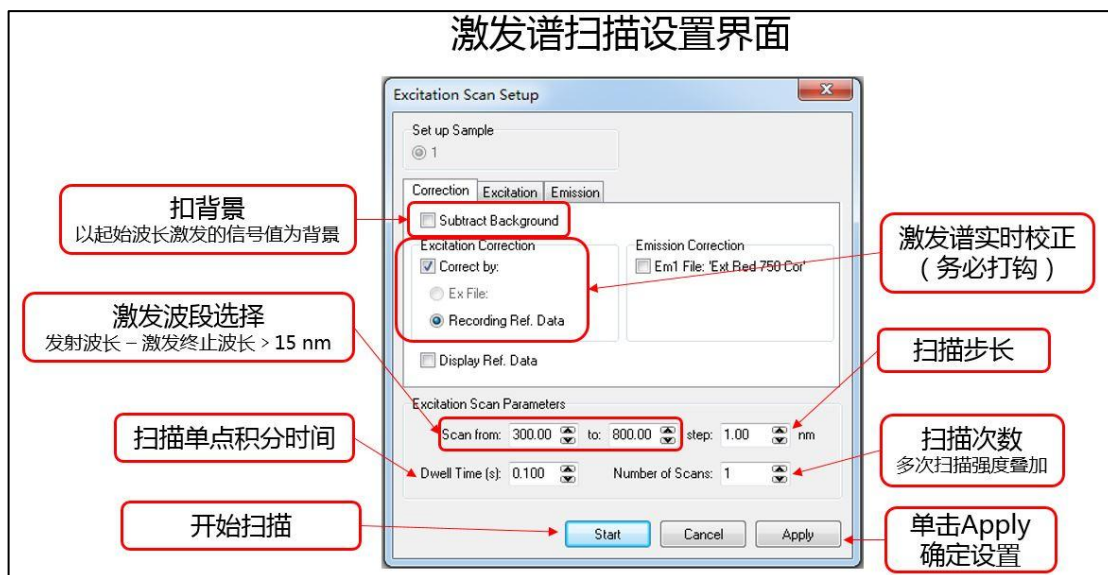 激发谱扫描设置界面
Excitation Scan Setup
Set up Sample
1
Correction Excitation Emission
扣背景
以起始波长激发的信号值为背景
Subtract Background
Excitation Correction
Correct by:
Ex File:
Recording Ref. Data
Emission Correction
Em1 File: 'Ext Red 750 Cor'
激发谱实时校正
(务必打钩)
激发波段选择
发射波长 – 激发终止波长 > 15 nm
Display Ref. Data
扫描步长
Excitation Scan Parameters
Scan from: 300.00 to: 800.00 step: 1.00 nm
扫描单点积分时间
Dwell Time (s): 0.100 Number of Scans: 1
扫描次数
多次扫描强度叠加
开始扫描
Start Cancel Apply
单击Apply
确定设置